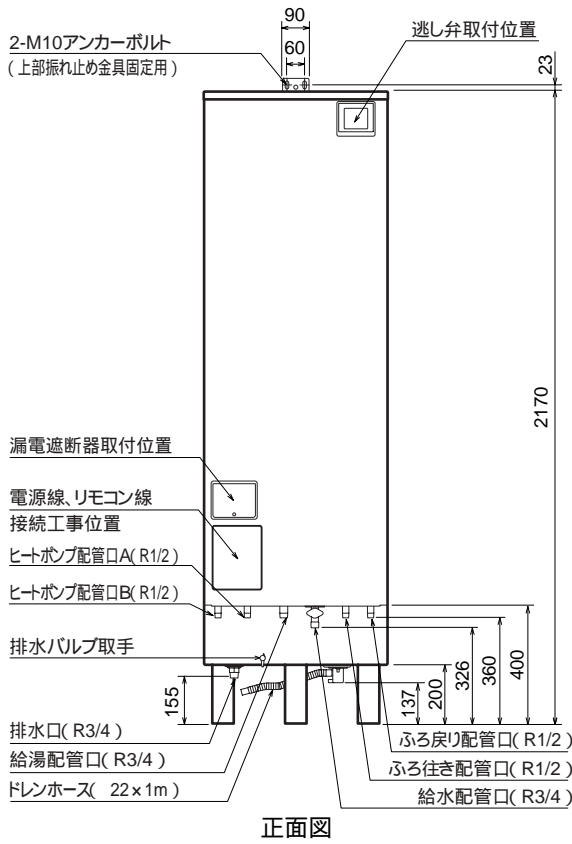 90
60
2-M10アンカーボルト
(上部振れ止め金具固定用)
逃し弁取付位置
23
2170
漏電遮断器取付位置
電源線、リモコン線
接続工事位置
ヒートポンプ配管口A(R1/2)
ヒートポンプ配管口B(R1/2)
排水バルブ取手
155
137
200
326
360
400
排水口(R3/4)
給湯配管口(R3/4)
ドレンホース( 22×1m)
ふろ戻り配管口(R1/2)
ふろ往き配管口(R1/2)
給水配管口(R3/4)
正面図